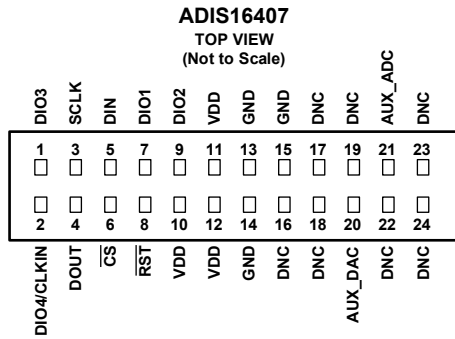 ADIS16407
TOP VIEW
(Not to Scale)
DIO3 SCLK DIN DIO1 DIO2 VDD GND GND DNC DNC AUX_ADC DNC
1 3 5 7 9 11 13 15 17 19 21 23
2 4 6 8 10 12 14 16 18 20 22 24
DIO4/CLKIN DOUT CS RST VDD VDD GND DNC DNC AUX_DAC DNC DNC